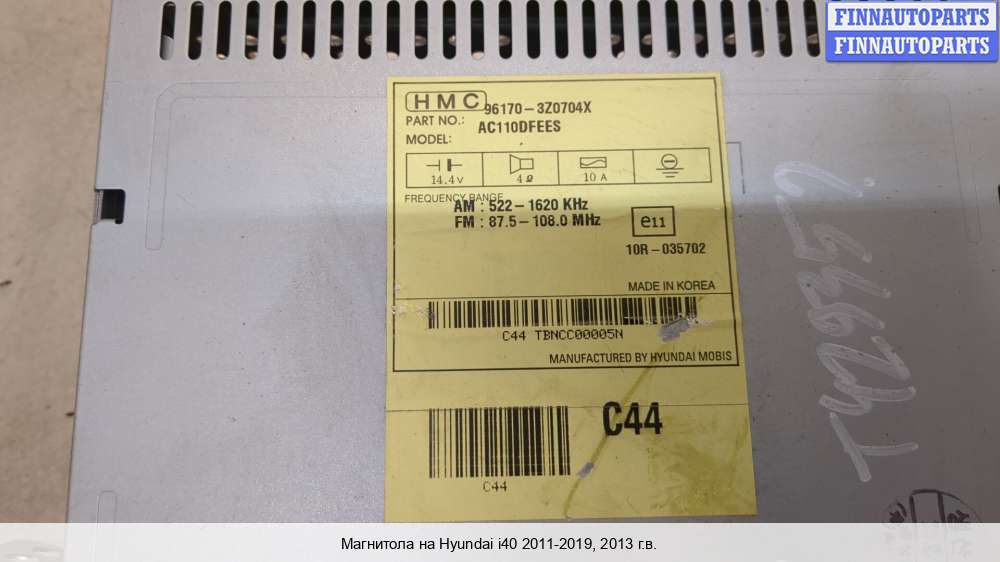 FINNAUTOPARTS
FINNAUTOPARTS
HMC
PART NO.: 96170-3Z0704X
MODEL: AC110DFEES
14.4V 4Ω 10 A
FREQUENCY RANGE
AM : 522-1620 KHz
FM : 87.5-108.0 MHz
e11
10R-035702
MADE IN KOREA
C44 TBNCC00005N
MANUFACTURED BY HYUNDAI MOBIS
C44
C44
Магнитола на Hyundai i40 2011-2019, 2013 г.в.